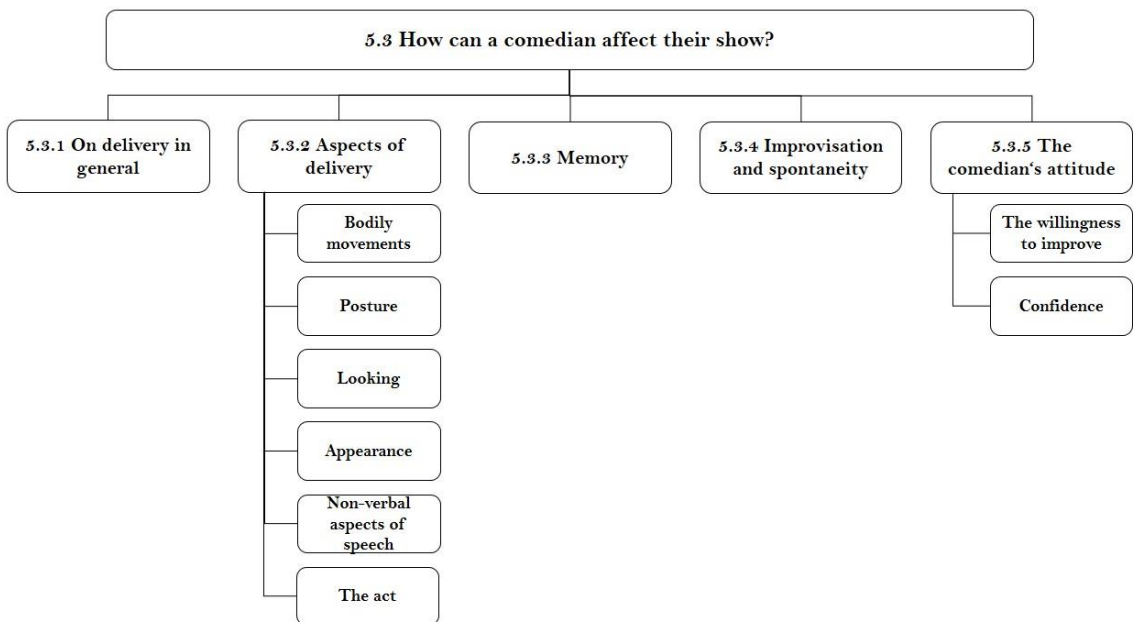 5.3 How can a comedian affect their show?
5.3.1 On delivery in
general
5.3.2 Aspects of
delivery
Bodily
movements
Posture
Looking
Appearance
Non-verbal
aspects of
speech
The act
5.3.3 Memory
5.3.4 Improvisation
and spontaneity
5.3.5 The
comedian‘s attitude
The willingness
to improve
Confidence